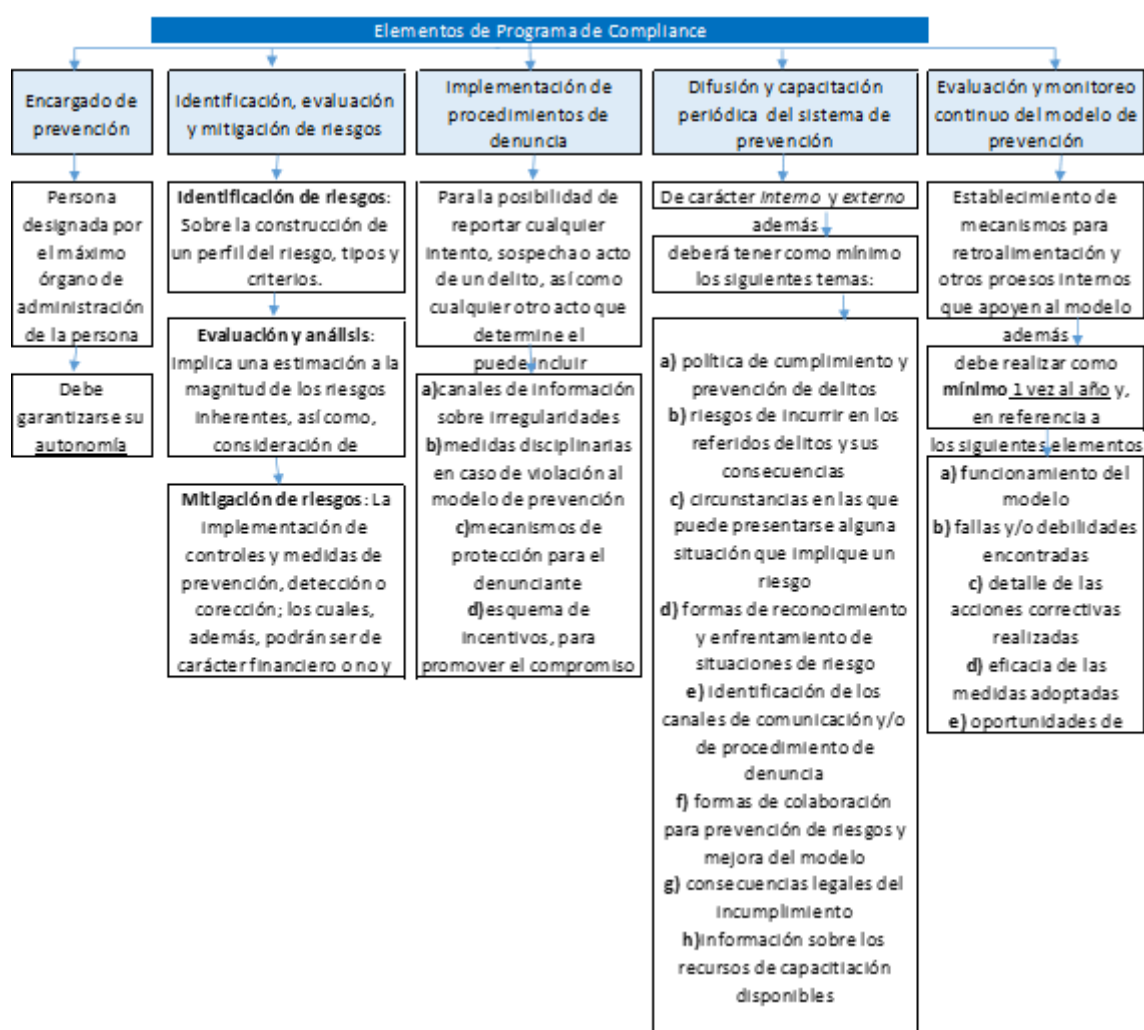 Elementos de Programa de Compliance
Encargado de
prevención
Persona
designada por
el máximo
órgano de
administración
de la persona
Debe
garantizarse su
autonomía
Identificación, evaluación
y mitigación de riesgos
Identificación de riesgos:
Sobre la construcción de
un perfil del riesgo, tipos y
criterios.
Evaluación y análisis:
implica una estimación a la
magnitud de los riesgos
inherentes, así como,
consideración de
Mitigación de riesgos: La
implementación de
controles y medidas de
prevención, detección o
corección; los cuales,
además, podrán ser de
carácter financiero o no y
Implementación de
procedimientos de
denuncia
Para la posibilidad de
reportar cualquier
intento, sospecha o acto
de un delito, así como
cualquier otro acto que
determine el
puede incluir
a)canales de información
sobre irregularidades
b)medidas disciplinarias
en caso de violación al
modelo de prevención
c)mecanismos de
protección para el
denunciante
d)esquema de
incentivos, para
promover el compromiso
Difusión y capacitación
periódica del sistema de
prevención
De carácter interno y externo
además
deberá tener como mínimo
los siguientes temas:
a) política de cumplimiento y
prevención de delitos
b) riesgos de incurrir en los
referidos delitos y sus
consecuencias
c) circunstancias en las que
puede presentarse alguna
situación que implique un
riesgo
d) formas de reconocimiento
y enfrentamiento de
situaciones de riesgo
e) identificación de los
canales de comunicación y/o
de procedimiento de
denuncia
f) formas de colaboración
para prevención de riesgos y
mejora del modelo
g) consecuencias legales del
incumplimiento
h)información sobre los
recursos de capacitiación
disponibles
Evaluación y monitoreo
continuo del modelo de
prevención
Establecimiento de
mecanismos para
retroalimentación y
otros proesos internos
que apoyen al modelo
además
debe realizar como
mínimo 1 vez al año y,
en referencia a
los siguientes elementos
a) funcionamiento del
modelo
b) fallas y/o debilidades
encontradas
c) detalle de las
acciones correctivas
realizadas
d) eficacia de las
medidas adoptadas
e) oportunidades de